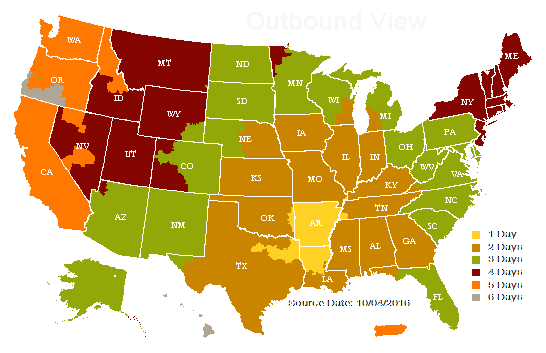 Outbound View
WA
MT
ND
MN
ME
OR
ID
SD
WI
MI
NY
WY
NE
IA
PA
NV
UT
CO
IL
IN
OH
WV
VA
CA
KS
MO
KY
NC
AZ
NM
OK
AR
TN
SC
TX
LA
MS
AL
GA
FL
AK
1 Day
2 Days
3 Days
4 Days
5 Days
6 Days
Source Date: 10/04/2016